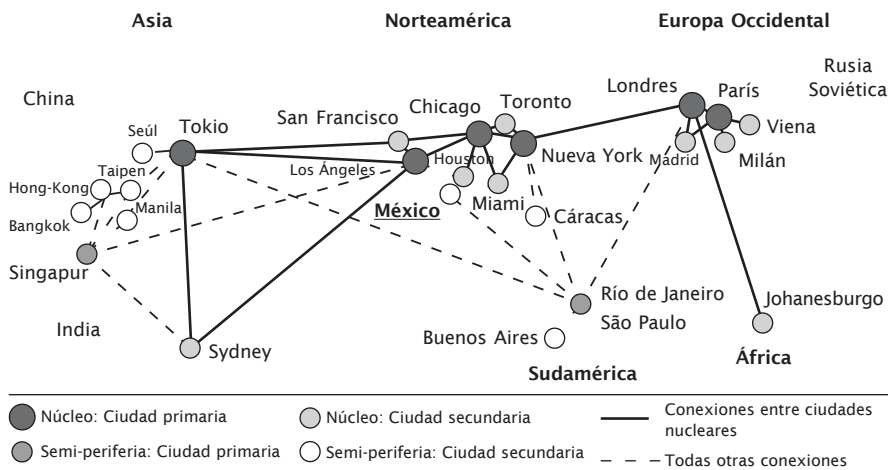 Asia
Norteamérica
Europa Occidental
Rusia
Soviética
China
Londres
París
Chicago
Toronto
San Francisco
Tokio
Seúl
Viena
Taipen
Los Ángeles
Houston
Nueva York
Madrid
Milán
Hong-Kong
Manila
México
Miami
Cáracas
Bangkok
Singapur
Río de Janeiro
São Paulo
Johanesburgo
India
Sydney
Buenos Aires
África
Sudamérica
Núcleo: Ciudad primaria
Núcleo: Ciudad secundaria
Conexiones entre ciudades
nucleares
Semi-periferia: Ciudad primaria
Semi-periferia: Ciudad secundaria
Todas otras conexiones